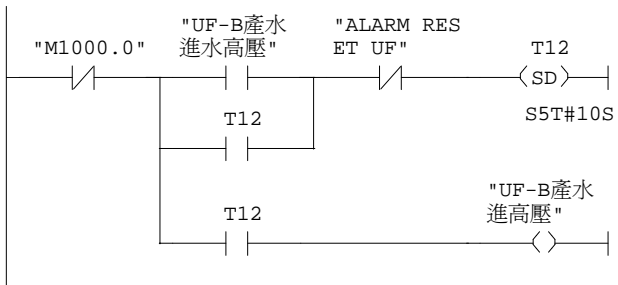 "UF-B產水
進水高壓"
"ALARM RES
ET UF"
"M1000.0"
T12
SD
S5T#10S
T12
T12
"UF-B產水
進高壓"